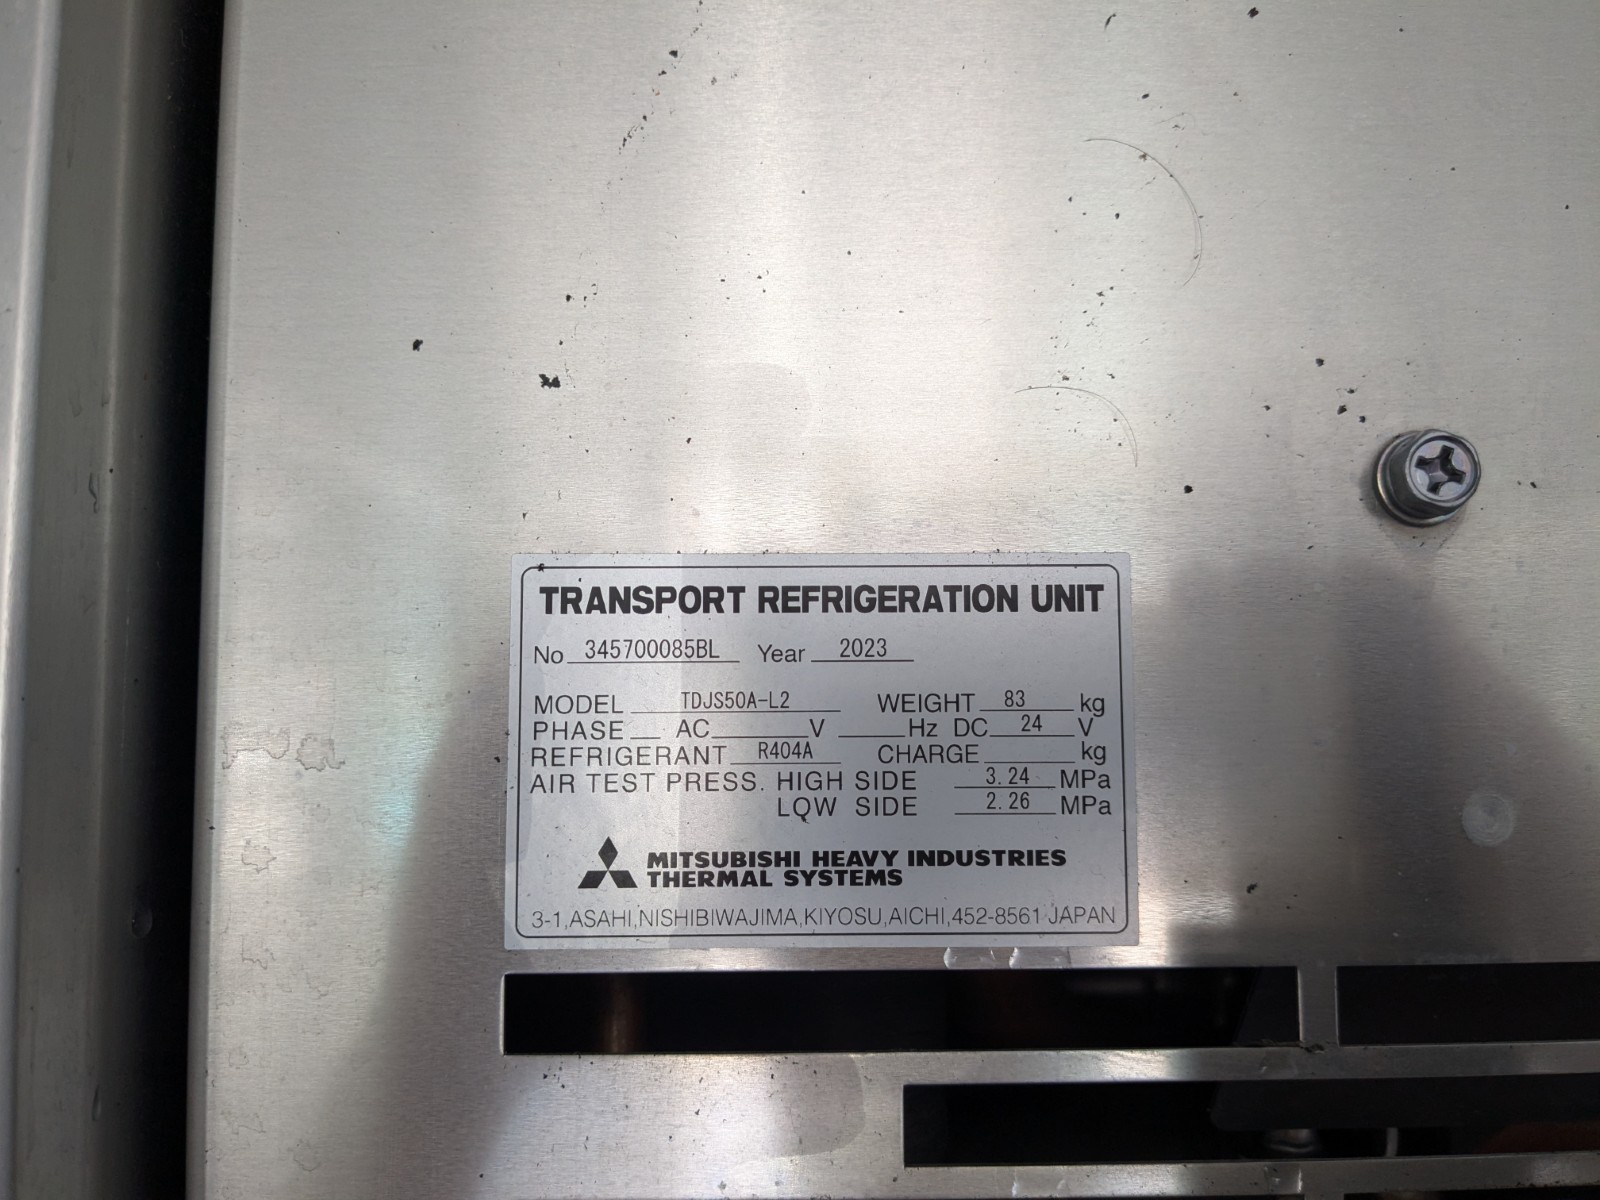 TRANSPORT REFRIGERATION UNIT
No 345700085BL Year 2023
MODEL TDJS50A-L2 WEIGHT 83 kg
PHASE AC V Hz DC 24 V
REFRIGERANT R404A CHARGE kg
AIR TEST PRESS. HIGH SIDE 3.24 MPa
LOW SIDE 2.26 MPa
MITSUBISHI HEAVY INDUSTRIES
THERMAL SYSTEMS
3-1,ASAHI,NISHIBIWAJIMA,KIYOSU,AICHI,452-8561 JAPAN